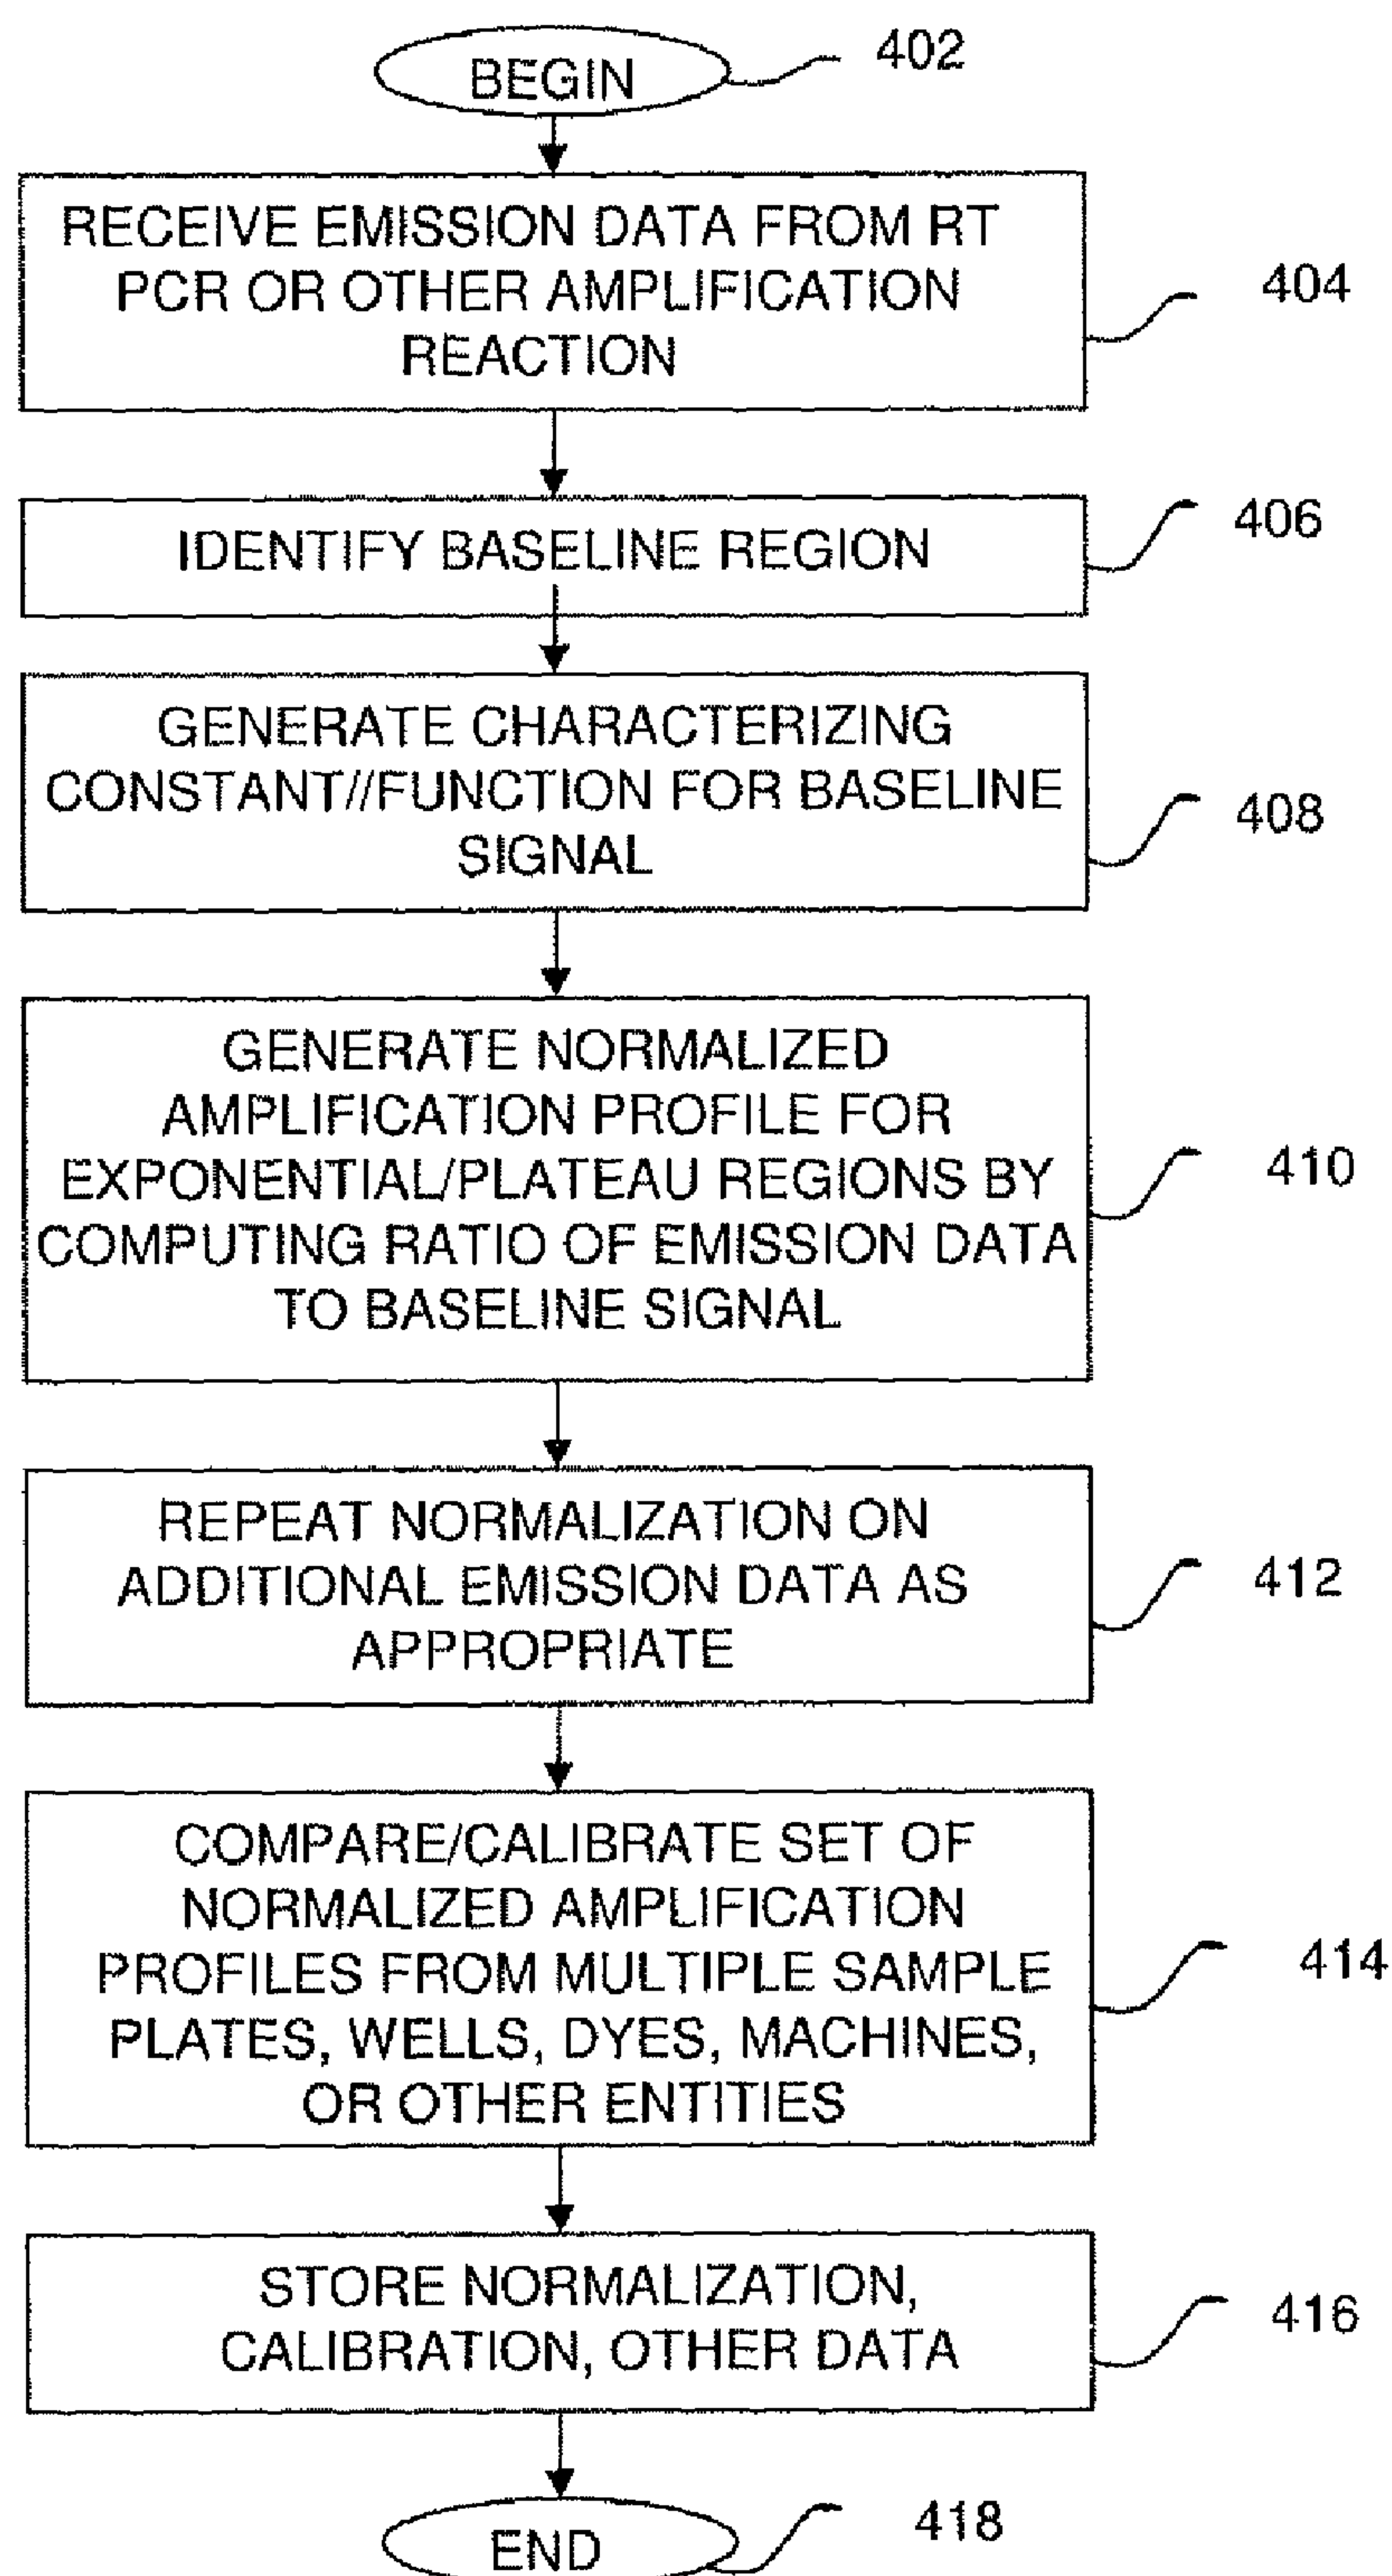 BEGIN
402
RECEIVE EMISSION DATA FROM RT
PCR OR OTHER AMPLIFICATION
REACTION
404
IDENTIFY BASELINE REGION
406
GENERATE CHARACTERIZING
CONSTANT//FUNCTION FOR BASELINE
SIGNAL
408
GENERATE NORMALIZED
AMPLIFICATION PROFILE FOR
EXPONENTIAL/PLATEAU REGIONS BY
COMPUTING RATIO OF EMISSION DATA
TO BASELINE SIGNAL
410
REPEAT NORMALIZATION ON
ADDITIONAL EMISSION DATA AS
APPROPRIATE
412
COMPARE/CALIBRATE SET OF
NORMALIZED AMPLIFICATION
PROFILES FROM MULTIPLE SAMPLE
PLATES, WELLS, DYES, MACHINES,
OR OTHER ENTITIES
414
STORE NORMALIZATION,
CALIBRATION, OTHER DATA
416
END
418